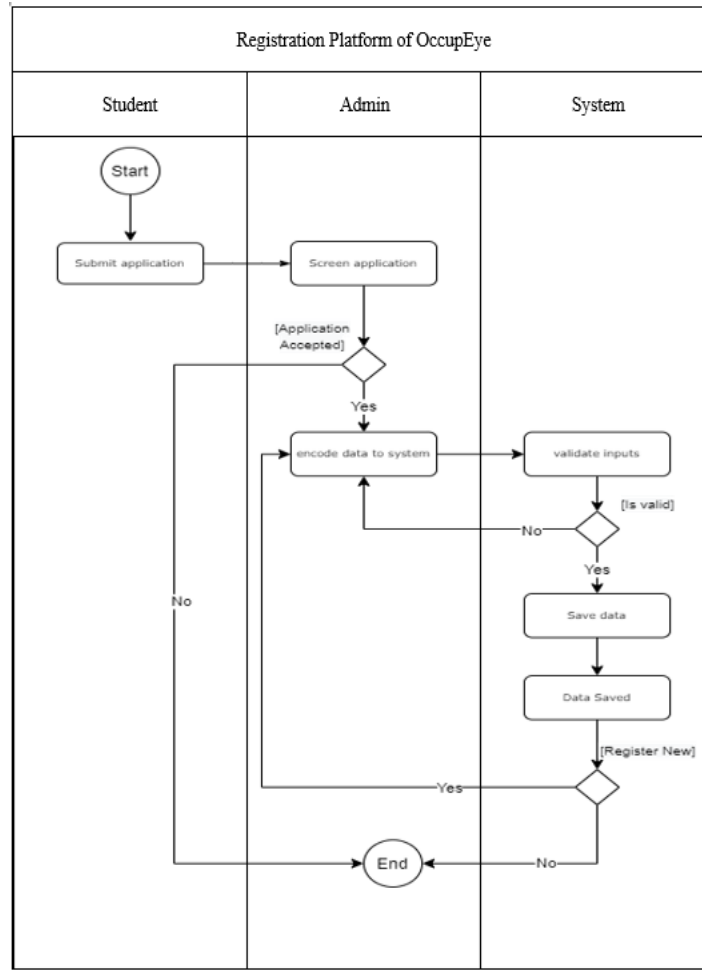 Registration Platform of OccupEye
Student
Admin
System
Start
Submit application
Screen application
[Application
Accepted]
Yes
encode data to system
validate inputs
[Is valid]
No
Yes
No
Save data
Data Saved
[Register New]
Yes
End
No